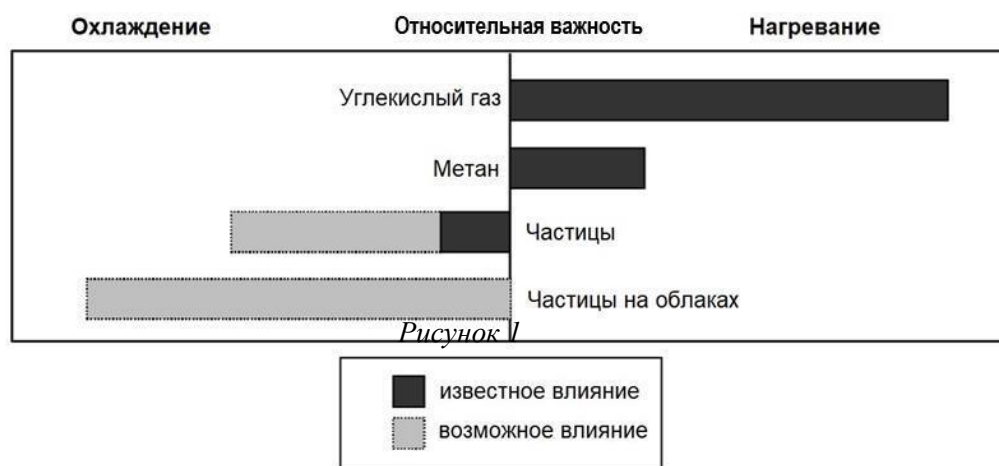 Охлаждение Относительная важность Нагревание
Углекислый газ
Метан
Частицы
Частицы на облаках
Рисунок 1
известное влияние
возможное влияние